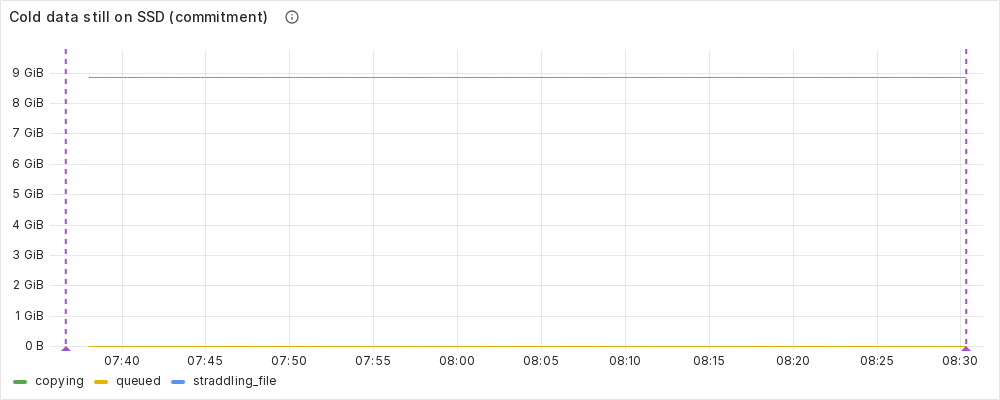 Cold data still on SSD (commitment)
9 GiB
8 GiB
7 GiB
6 GiB
5 GiB
4 GiB
3 GiB
2 GiB
1 GiB
0 B
07:40 07:45 07:50 07:55 08:00 08:05 08:10 08:15 08:20 08:25 08:30
copying queued straddling_file